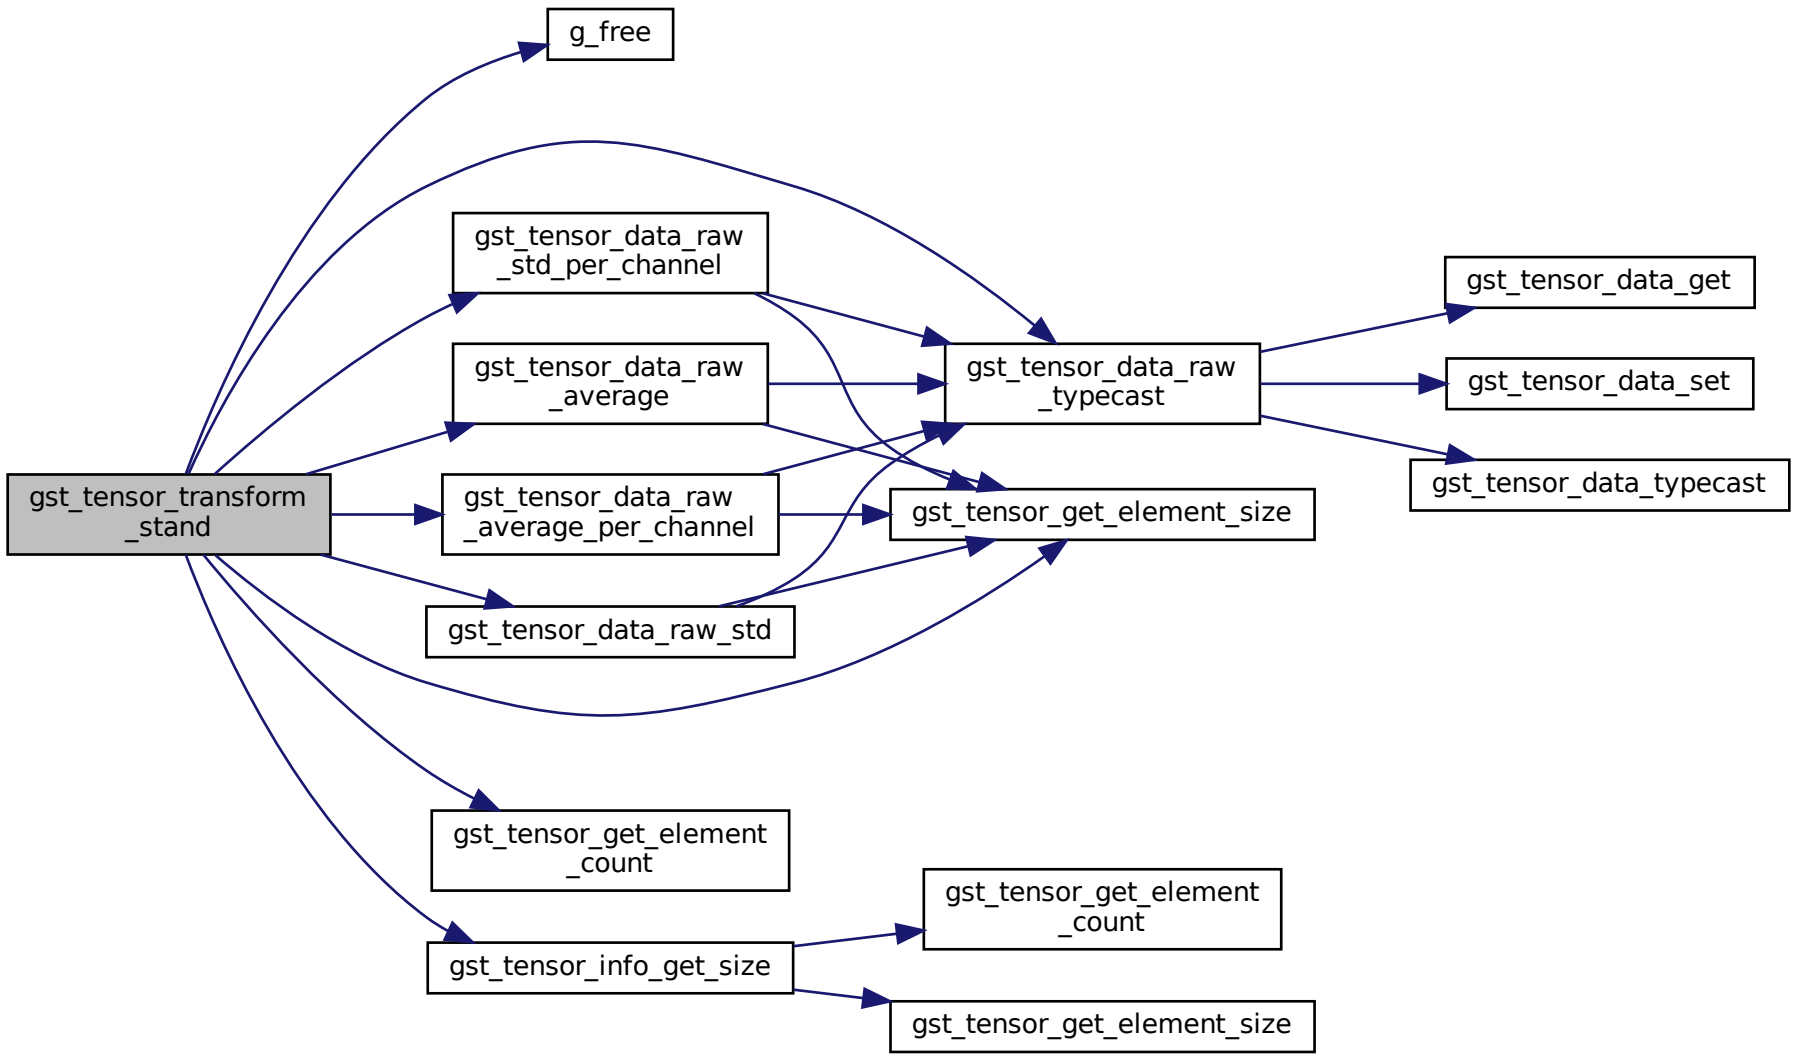 g_free
gst_tensor_data_raw
_std_per_channel
gst_tensor_data_get
gst_tensor_data_raw
_average
gst_tensor_data_raw
_typecast
gst_tensor_data_set
gst_tensor_data_typecast
gst_tensor_transform
_stand
gst_tensor_data_raw
_average_per_channel
gst_tensor_get_element_size
gst_tensor_data_raw_std
gst_tensor_get_element
_count
gst_tensor_get_element
_count
gst_tensor_info_get_size
gst_tensor_get_element_size